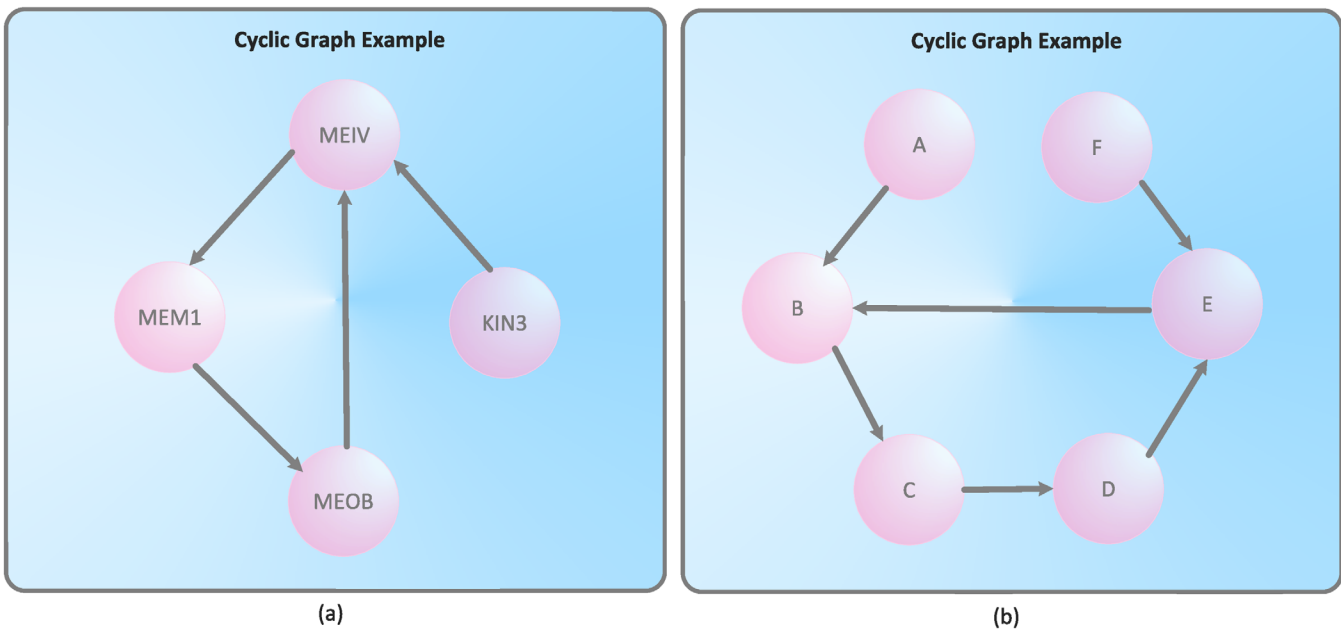 Cyclic Graph Example
MEIV
MEM1
KIN3
MEOB
(a)
Cyclic Graph Example
A
F
B
E
C
D
(b)